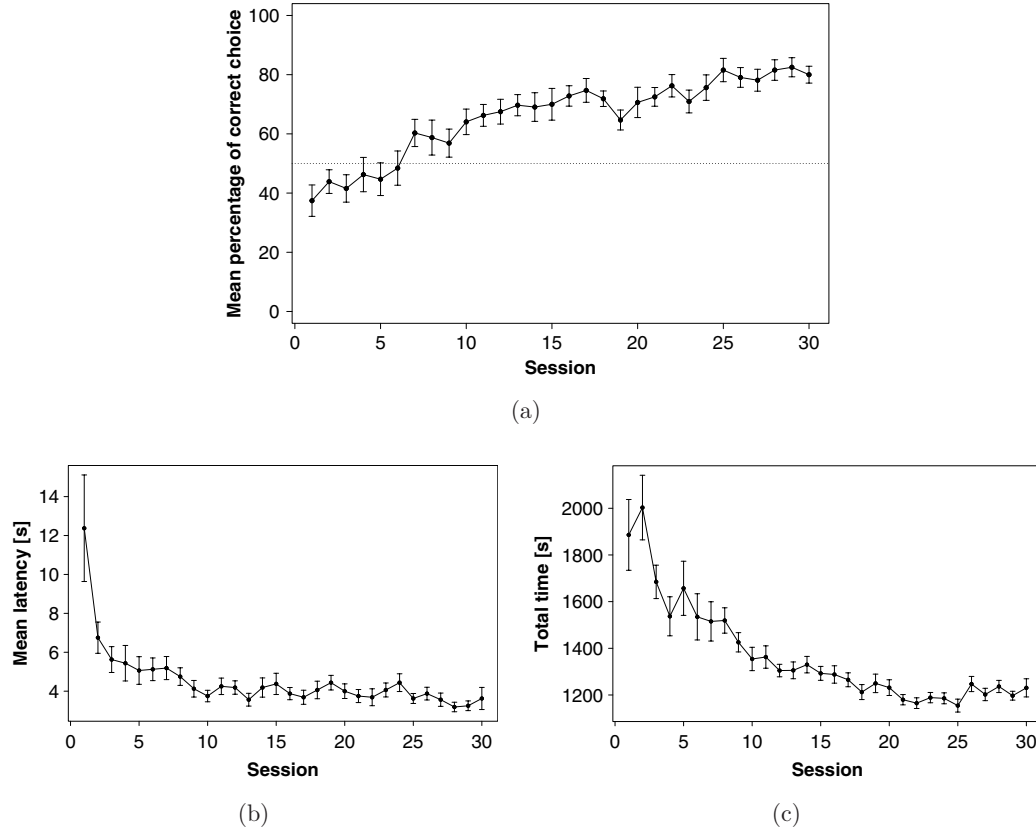 Mean percentage of correct choice
100
80
60
40
20
0
0 5 10 15 20 25 30
Session
(a)
Mean latency [s]
14
12
10
8
6
4
0 5 10 15 20 25 30
Session
(b)
Total time [s]
2000
1800
1600
1400
1200
0 5 10 15 20 25 30
Session
(c)